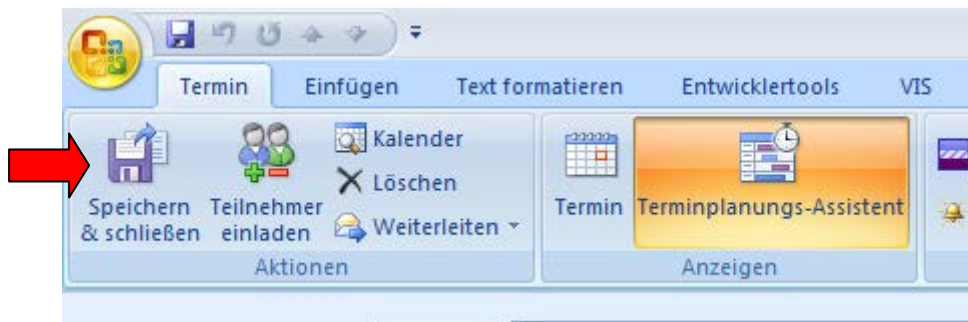 Termin Einfügen Text formatieren Entwicklertools VIS
Speichern
& schließen
Teilnehmer
einladen
Kalender
Löschen
Weiterleiten
Termin
Terminplanungs-Assistent
Aktionen
Anzeigen